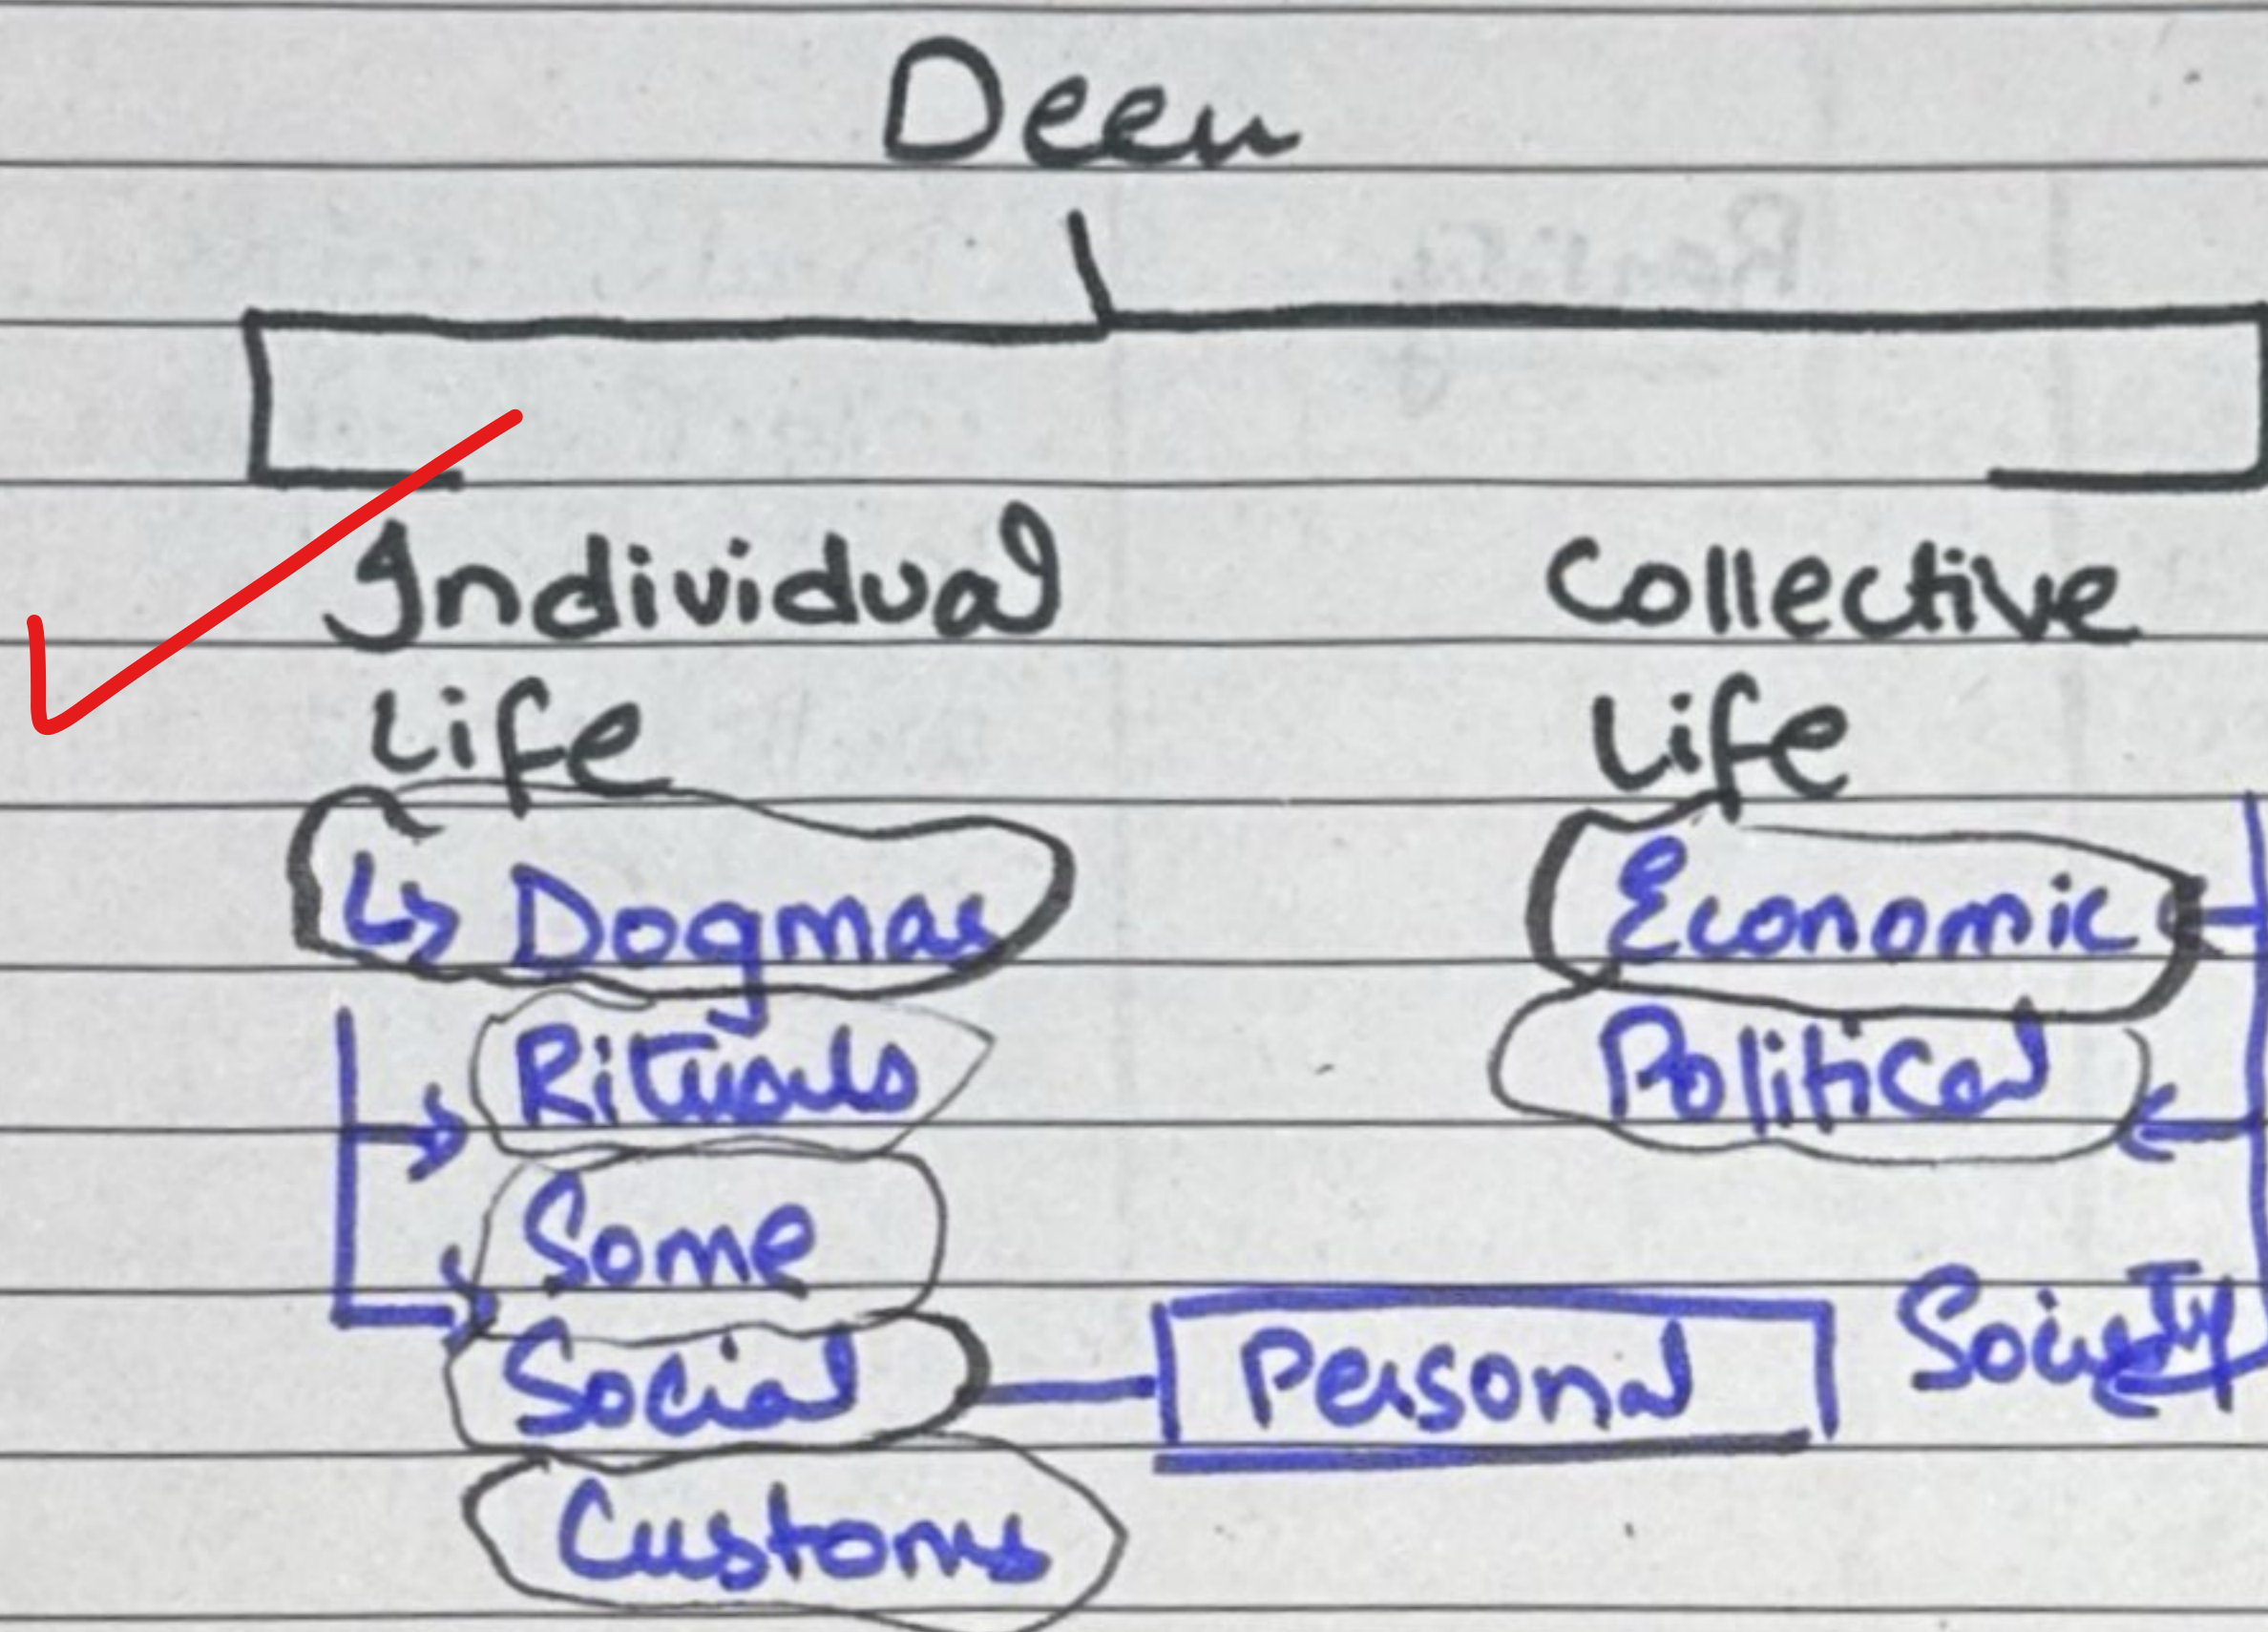 Deen
Individual Collective
Life Life
↳ Dogmas Economic
Rituals Political
Some
Social Personal Society
Customs